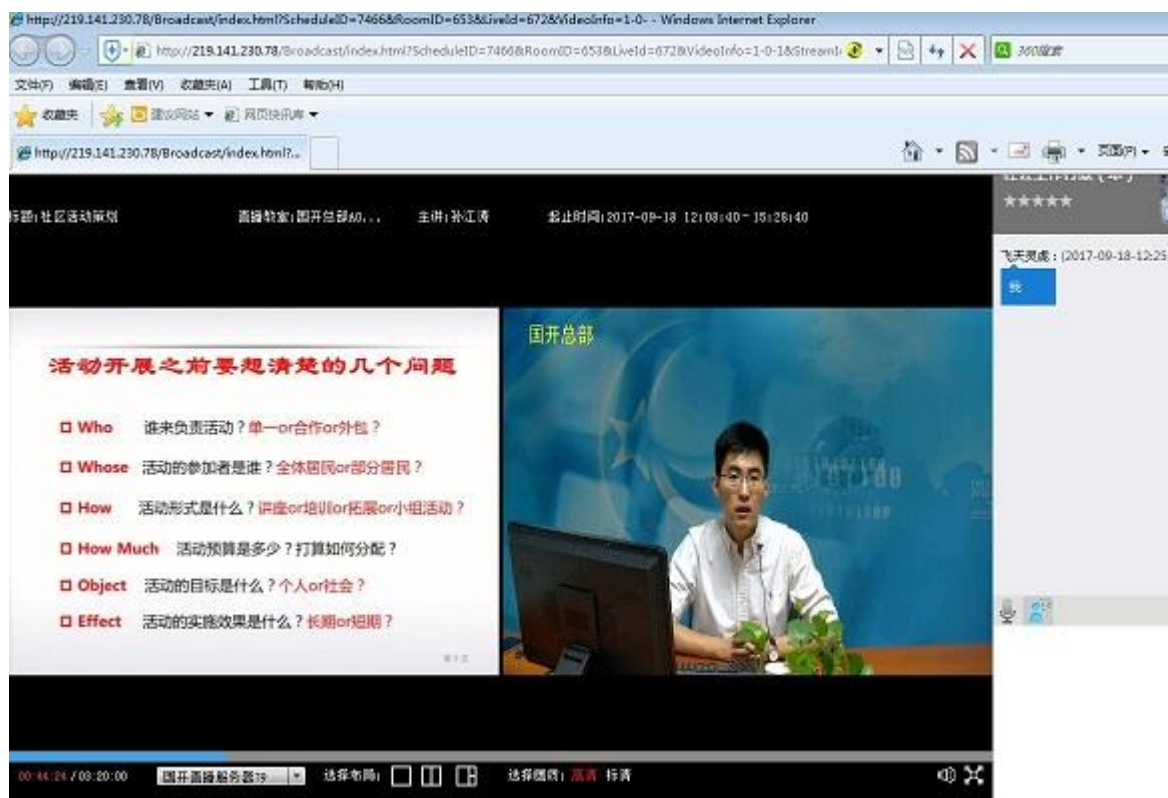 http://219.141.230.78/Broadcast/index.html?ScheduleID=7466&RoomID=653&LiveId=672&VideoInfo=1-0- - Windows Internet Explorer
http://219.141.230.78/Broadcast/index.html?ScheduleID=7466&RoomID=653&LiveId=672&VideoInfo=1-0-1&StreamI
360搜索
文件(F) 编辑(E) 查看(V) 收藏夹(A) 工具(T) 帮助(H)
收藏夹 建议网站 网页快讯库
http://219.141.230.78/Broadcast/index.html?...
页面(P)
标题:社区活动策划 直播教室:国开总部A0... 主讲:孙江涛 起止时间:2017-09-18 12:08:40- 15:28:40
★★★★★
飞天灵虎:(2017-09-18-12:25
我
国开总部
活动开展之前要想清楚的几个问题
Who 谁来负责活动?单一or合作or外包?
Whose 活动的参加者是谁?全体居民or部分居民?
How 活动形式是什么?讲座or培训or拓展or小组活动?
How Much 活动预算是多少?打算如何分配?
Object 活动的目标是什么?个人or社会?
Effect 活动的实施效果是什么?长期or短期?
00:44:24 / 03:20:00 国开直播服务器79 选择布局: 选择画质: 高清 标清